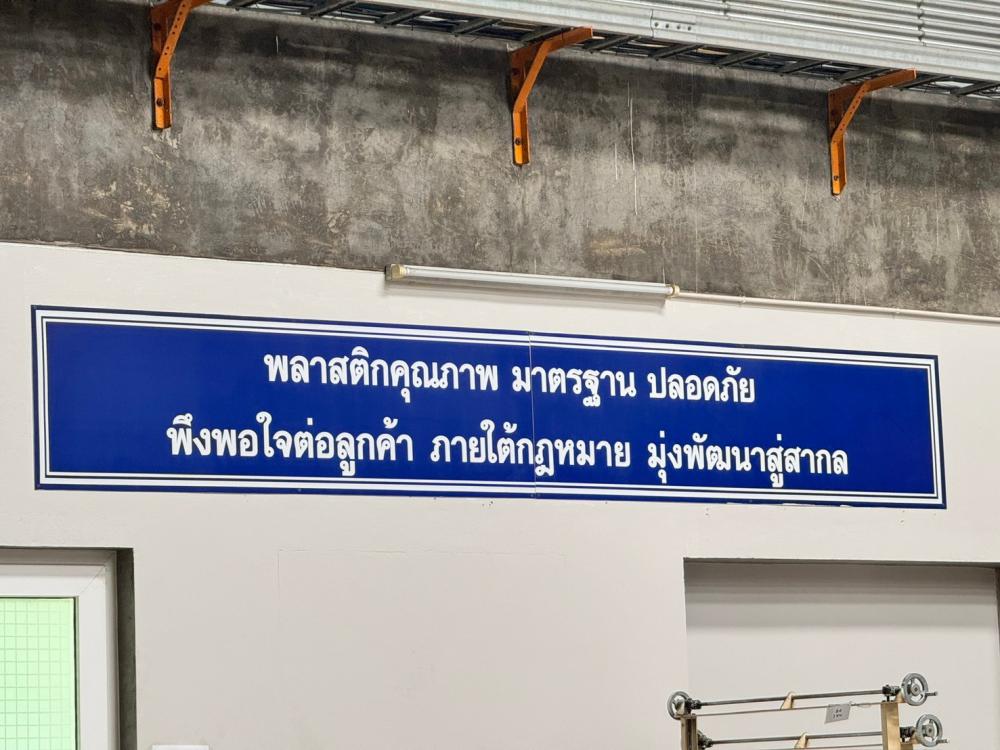 พลาสติกคุณภาพ มาตรฐาน ปลอดภัย
พึงพอใจต่อลูกค้า ภายใต้กฎหมาย มุ่งพัฒนาสู่สากล